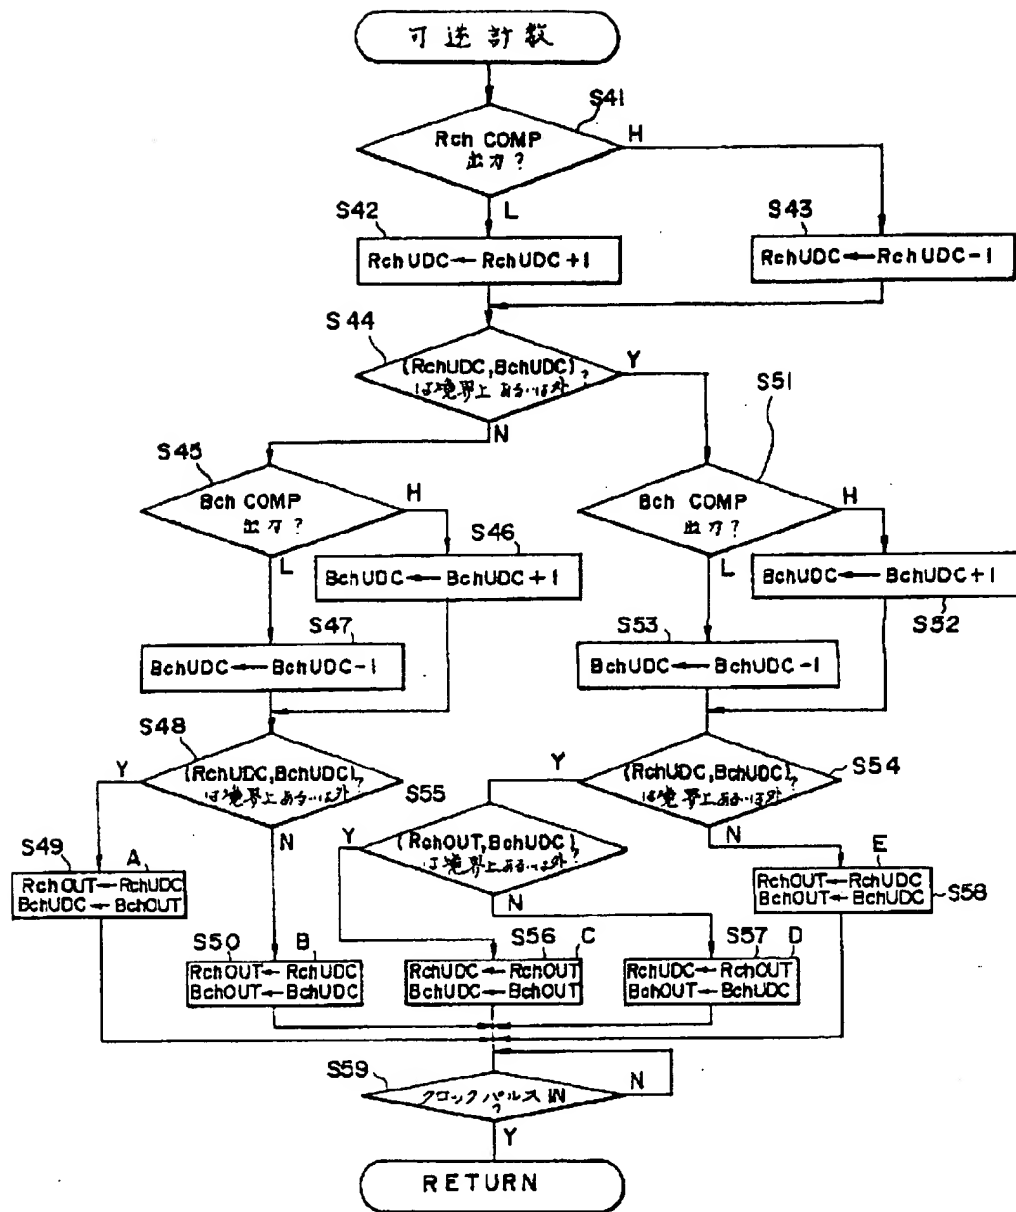 可逆計数
S41
Rch COMP
出力?
H
L
S42
RchUDC←RchUDC+1
S43
RchUDC←RchUDC-1
S44
(RchUDC,BchUDC)
は境界上あるいは外?
Y
N
S45
Bch COMP
出力?
H
L
S46
BchUDC←BchUDC+1
S47
BchUDC←BchUDC-1
S51
Bch COMP
出力?
H
L
BchUDC←BchUDC+1
S52
S53
BchUDC←BchUDC-1
S48
(RchUDC,BchUDC)
は境界上あるいは外?
Y
N
S54
(RchUDC,BchUDC)
は境界上あるいは外?
Y
N
S55
(RchOUT,BchUDC)
は境界上あるいは外?
Y
N
S49
A
RchOUT←RchUDC
BchUDC←BchOUT
E
RchOUT←RchUDC
BchOUT←BchUDC
S58
S50
B
RchOUT←RchUDC
BchOUT←BchUDC
S56
C
RchUDC←RchOUT
BchUDC←BchOUT
S57
D
RchUDC←RchOUT
BchOUT←BchUDC
S59
クロックパルスIN
?
N
Y
RETURN